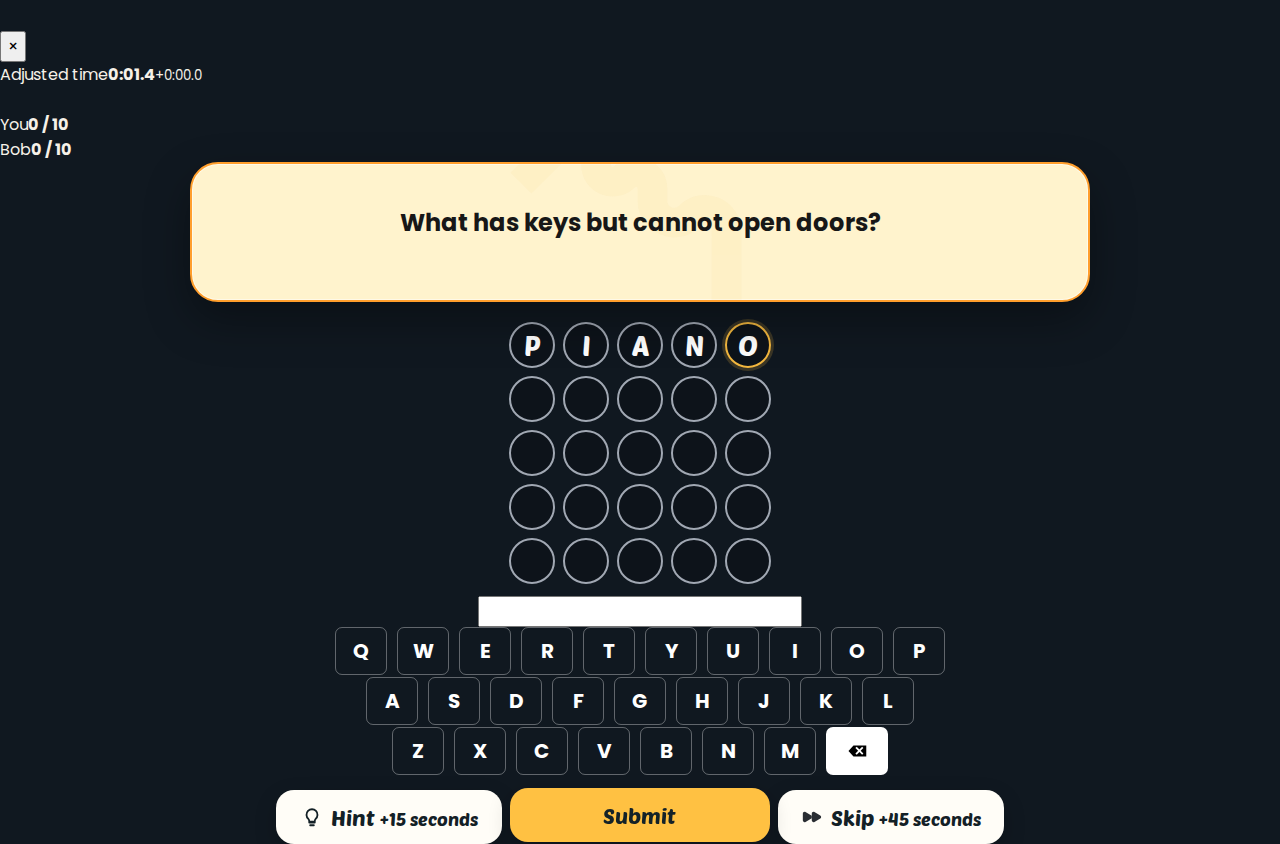 ×
Adjusted time0:01.4+0:00.0
You0 / 10
Bob0 / 10
What has keys but cannot open doors?
P I A N O
Q W E R T Y U I O P
A S D F G H J K L
Z X C V B N M
Hint +15 seconds Submit Skip +45 seconds